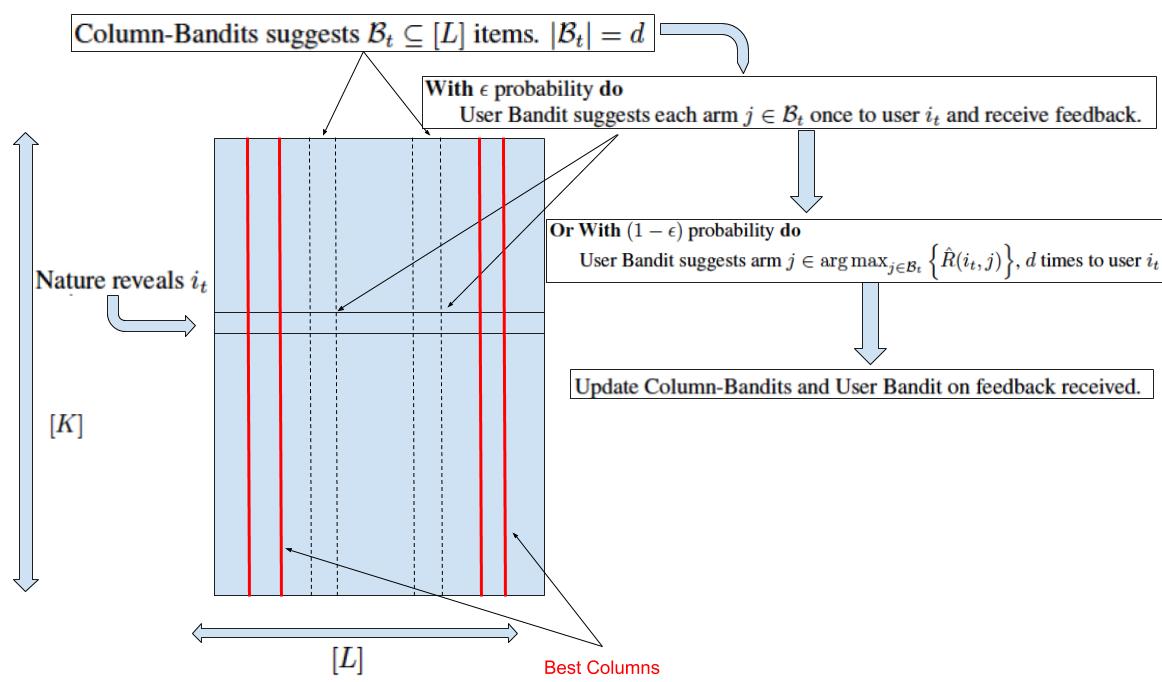 Column-Bandits suggests $\mathcal{B}_t \subseteq [L]$ items. $|\mathcal{B}_t| = d$
With $\epsilon$ probability do
User Bandit suggests each arm $j \in \mathcal{B}_t$ once to user $i_t$ and receive feedback.
Or With $(1 - \epsilon)$ probability do
User Bandit suggests arm $j \in \arg\max_{j \in \mathcal{B}_t} \left\{ \hat{R}(i_t, j) \right\}$, $d$ times to user $i_t$
Nature reveals $i_t$
Update Column-Bandits and User Bandit on feedback received.
$[K]$
$[L]$
Best Columns